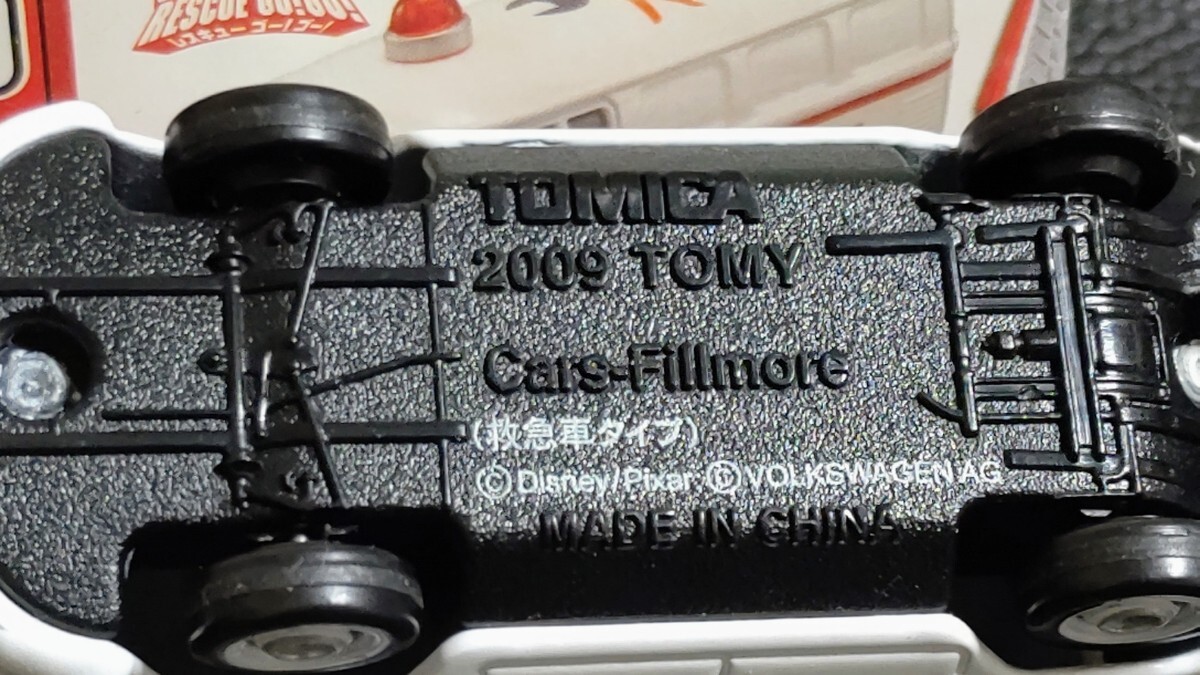 RESCUE GO!GO!
レスキューゴー!ゴー!
TOMICA
2009 TOMY
Cars-Fillmore
(救急車タイプ)
©Disney/Pixar ⓁVOLKSWAGEN AG
MADE IN CHINA